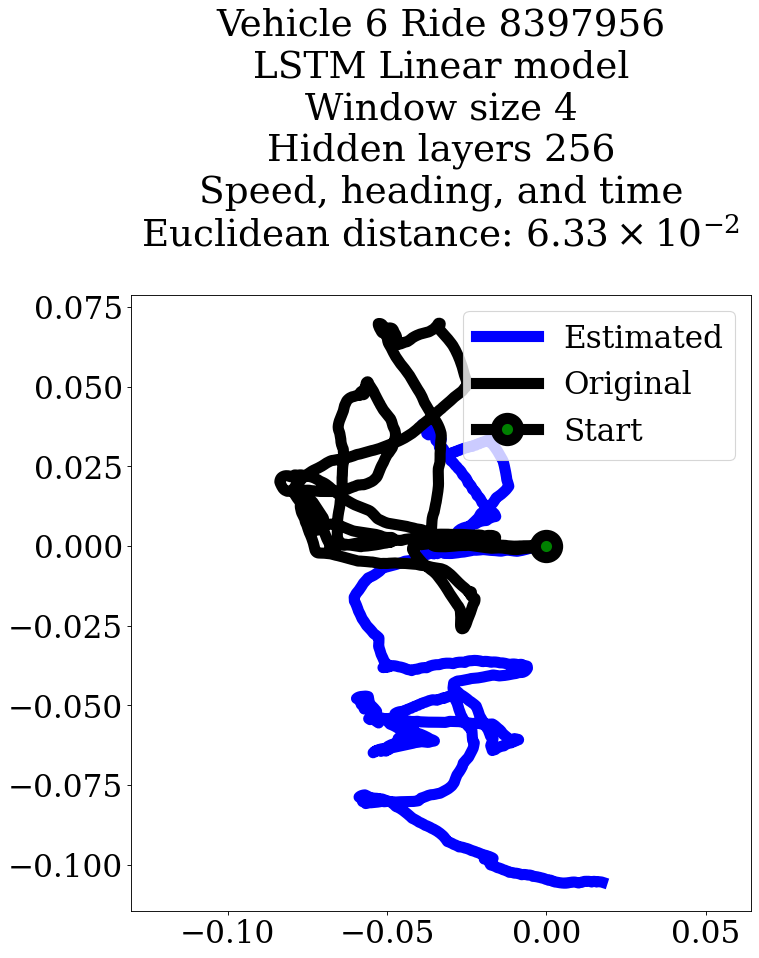 Vehicle 6 Ride 8397956
LSTM Linear model
Window size 4
Hidden layers 256
Speed, heading, and time
Euclidean distance: 6.33 × 10⁻²
0.075
0.050
0.025
0.000
−0.025
−0.050
−0.075
−0.100
Estimated
Original
Start
−0.10
−0.05
0.00
0.05